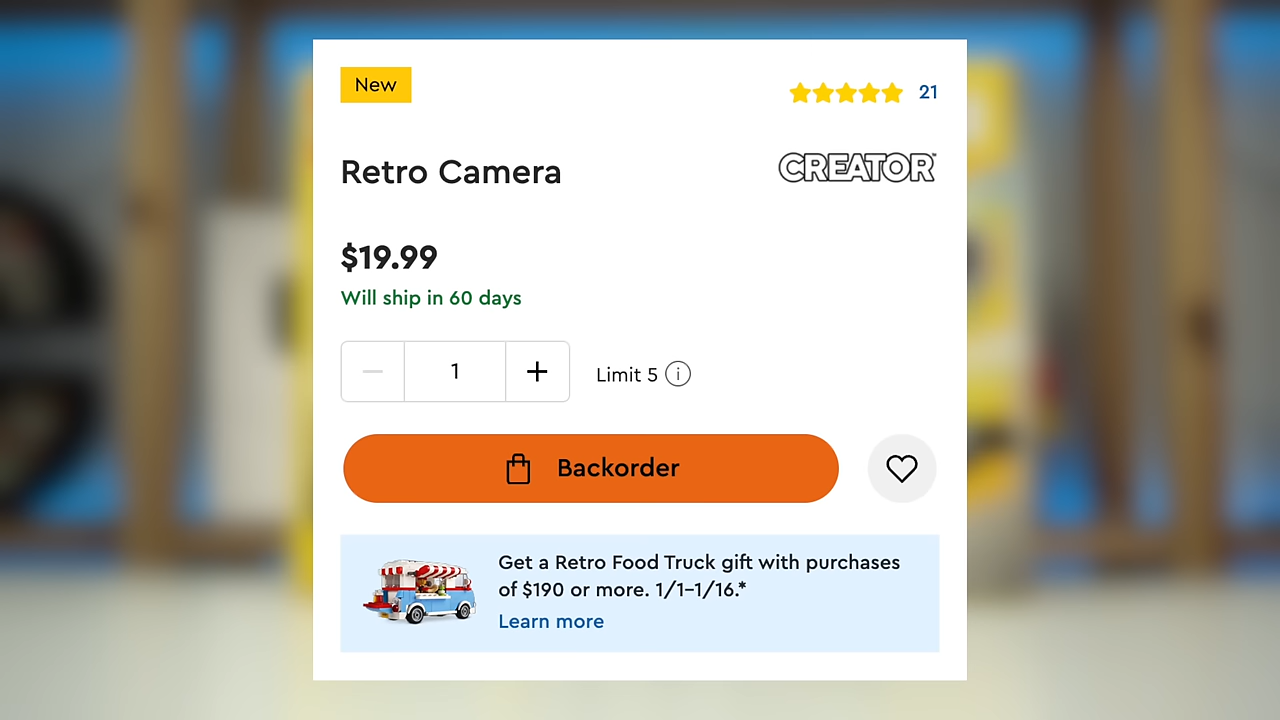 New
21
Retro Camera
CREATOR™
$19.99
Will ship in 60 days
1
Limit 5
Backorder
Get a Retro Food Truck gift with purchases
of $190 or more. 1/1–1/16.*
Learn more